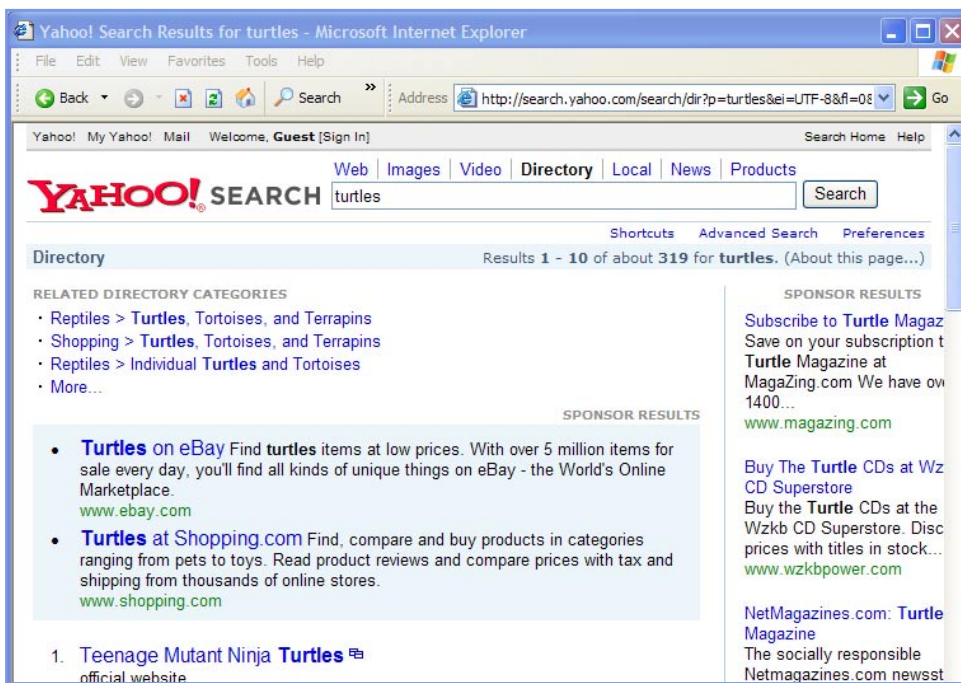 Yahoo! Search Results for turtles - Microsoft Internet Explorer
File Edit View Favorites Tools Help
Back Search » Address http://search.yahoo.com/search/dir?p=turtles&ei=UTF-8&fl=08 Go
Yahoo! My Yahoo! Mail Welcome, Guest [Sign In] Search Home Help
Web | Images | Video | Directory | Local | News | Products
YAHOO! SEARCH turtles Search
Shortcuts Advanced Search Preferences
Directory Results 1 - 10 of about 319 for turtles. (About this page...)
RELATED DIRECTORY CATEGORIES
· Reptiles > Turtles, Tortoises, and Terrapins
· Shopping > Turtles, Tortoises, and Terrapins
· Reptiles > Individual Turtles and Tortoises
· More...
SPONSOR RESULTS
• Turtles on eBay Find turtles items at low prices. With over 5 million items for
sale every day, you'll find all kinds of unique things on eBay - the World's Online
Marketplace.
www.ebay.com
• Turtles at Shopping.com Find, compare and buy products in categories
ranging from pets to toys. Read product reviews and compare prices with tax and
shipping from thousands of online stores.
www.shopping.com
1. Teenage Mutant Ninja Turtles
official website
SPONSOR RESULTS
Subscribe to Turtle Magaz
Save on your subscription t
Turtle Magazine at
MagaZing.com We have ov
1400...
www.magazing.com
Buy The Turtle CDs at Wz
CD Superstore
Buy the Turtle CDs at the
Wzkb CD Superstore. Disc
prices with titles in stock...
www.wzkbpower.com
NetMagazines.com: Turtle
Magazine
The socially responsible
Netmagazines.com newsst